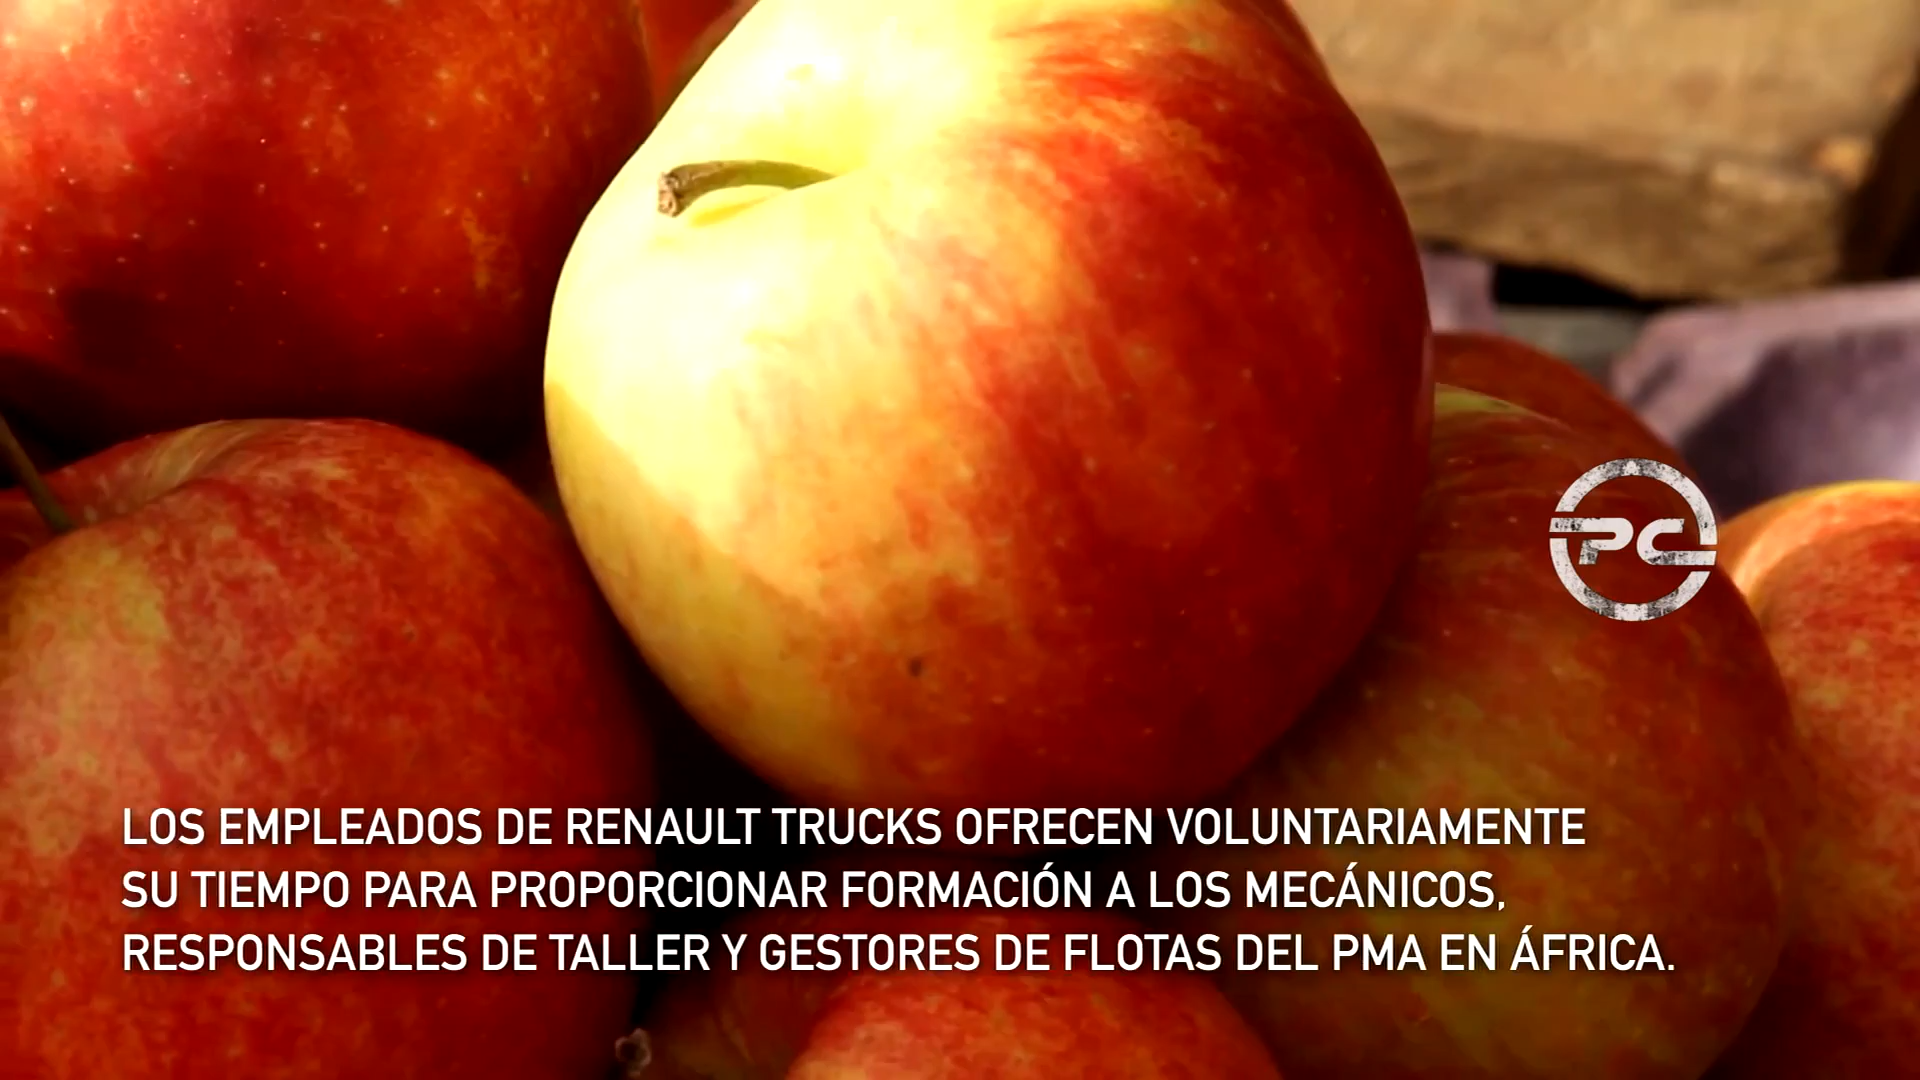 PC
LOS EMPLEADOS DE RENAULT TRUCKS OFRECEN VOLUNTARIAMENTE
SU TIEMPO PARA PROPORCIONAR FORMACIÓN A LOS MECÁNICOS,
RESPONSABLES DE TALLER Y GESTORES DE FLOTAS DEL PMA EN ÁFRICA.